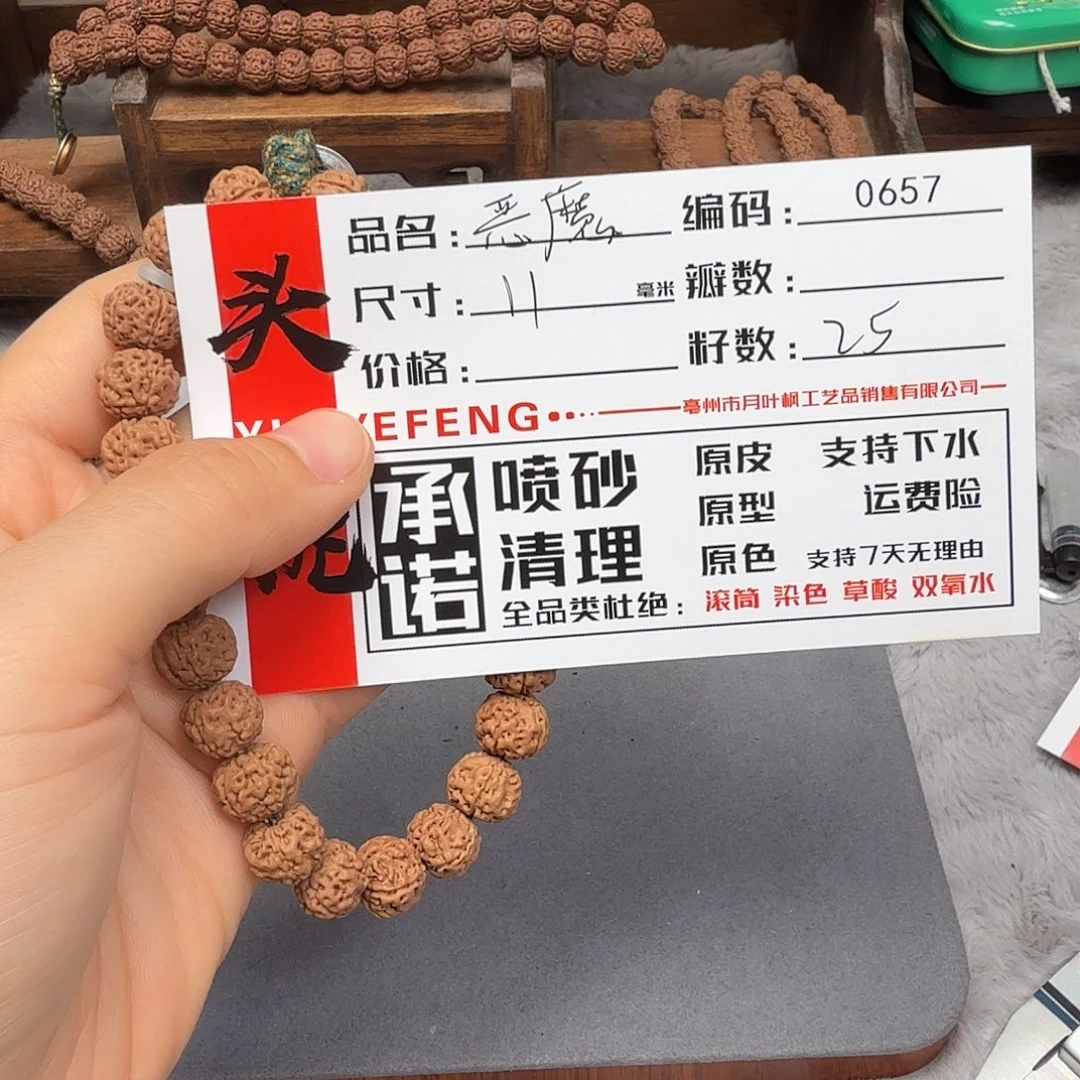 品名：恶魔 编码：0657
尺寸：11毫米 瓣数：
价格： 籽数：25
头
YEFENG
亳州市月叶枫工艺品销售有限公司
承诺
喷砂 原皮 支持下水
清理 原型 运费险
原色 支持7天无理由
全品类杜绝：滚筒 染色 草酸 双氧水